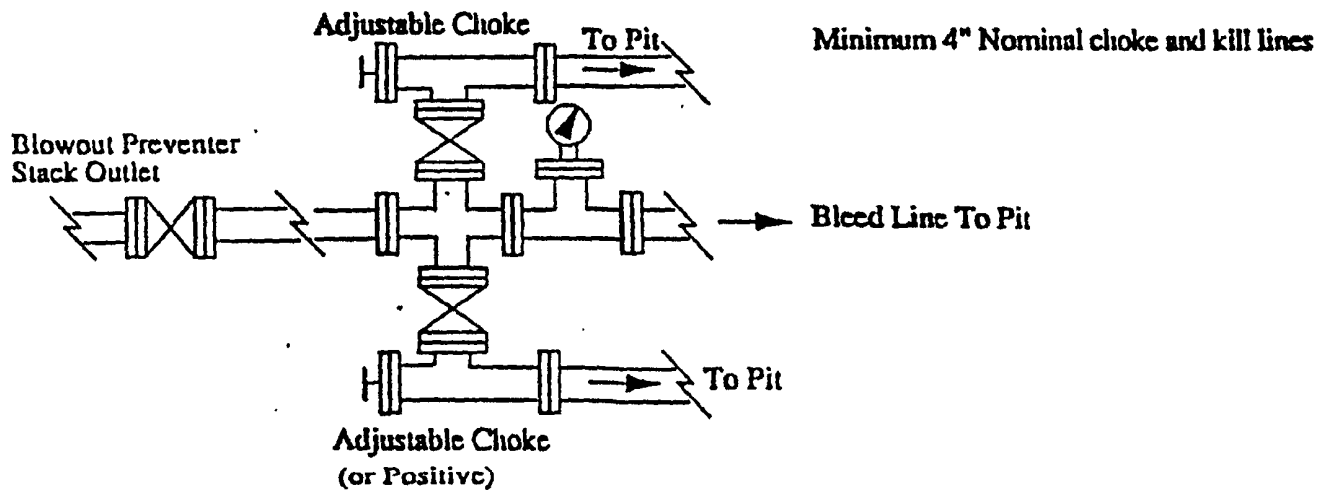 Adjustable Choke
To Pit
Minimum 4" Nominal choke and kill lines
Blowout Preventer
Stack Outlet
Bleed Line To Pit
To Pit
Adjustable Choke
(or Positive)